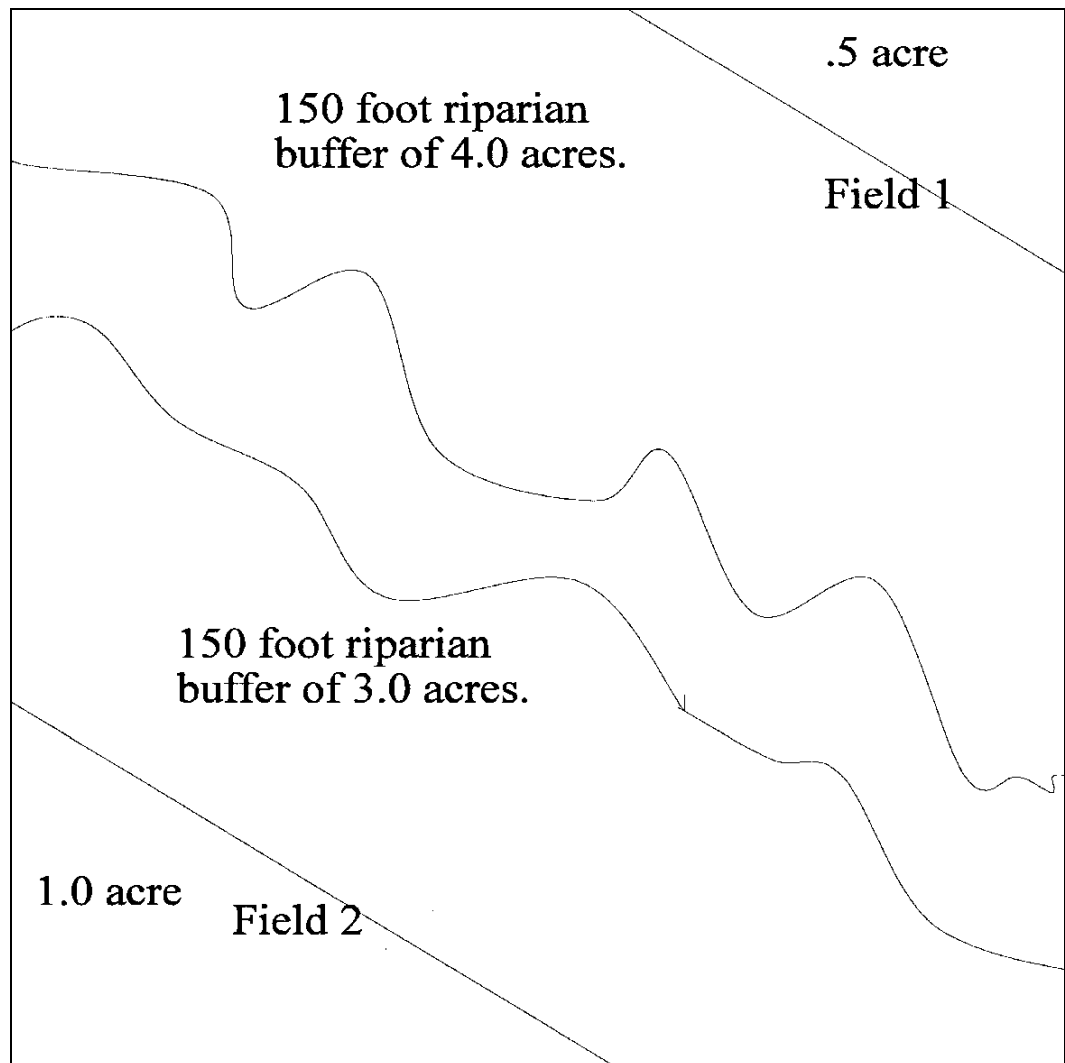 .5 acre
150 foot riparian
buffer of 4.0 acres.
Field 1
150 foot riparian
buffer of 3.0 acres.
1.0 acre
Field 2